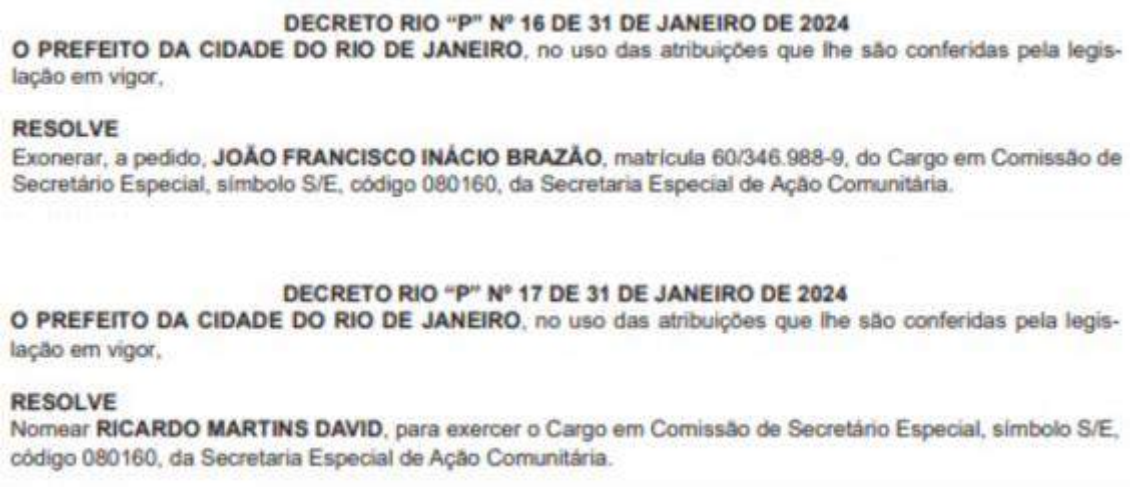 DECRETO RIO “P” Nº 16 DE 31 DE JANEIRO DE 2024
O PREFEITO DA CIDADE DO RIO DE JANEIRO, no uso das atribuições que lhe são conferidas pela legis-
lação em vigor,
RESOLVE
Exonerar, a pedido, JOÃO FRANCISCO INÁCIO BRAZÃO, matrícula 60/346.988-9, do Cargo em Comissão de
Secretário Especial, símbolo S/E, código 080160, da Secretaria Especial de Ação Comunitária.
DECRETO RIO “P” Nº 17 DE 31 DE JANEIRO DE 2024
O PREFEITO DA CIDADE DO RIO DE JANEIRO, no uso das atribuições que lhe são conferidas pela legis-
lação em vigor,
RESOLVE
Nomear RICARDO MARTINS DAVID, para exercer o Cargo em Comissão de Secretário Especial, símbolo S/E,
código 080160, da Secretaria Especial de Ação Comunitária.